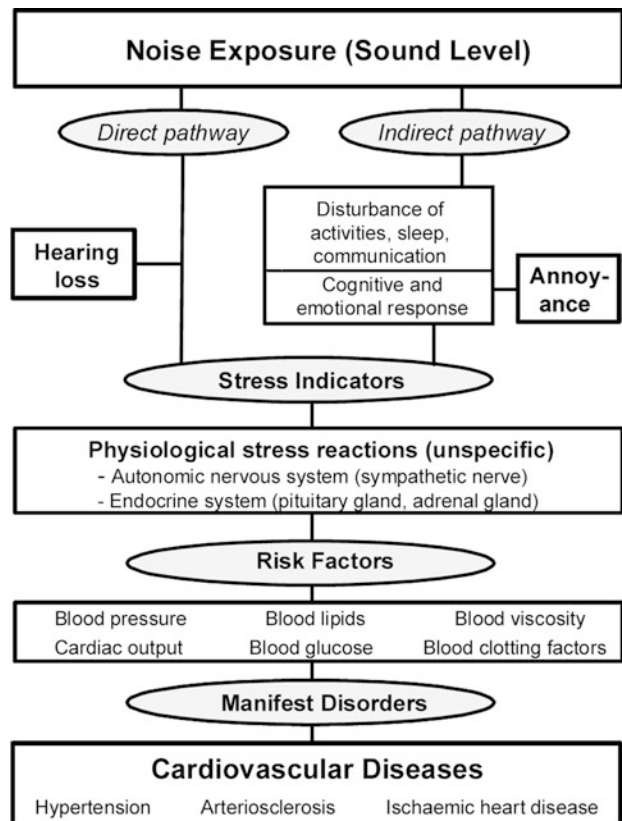 Noise Exposure (Sound Level)
Direct pathway
Indirect pathway
Disturbance of
activities, sleep,
communication
Hearing
loss
Cognitive and
emotional response
Annoy-
ance
Stress Indicators
Physiological stress reactions (unspecific)
- Autonomic nervous system (sympathetic nerve)
- Endocrine system (pituitary gland, adrenal gland)
Risk Factors
Blood pressure Blood lipids Blood viscosity
Cardiac output Blood glucose Blood clotting factors
Manifest Disorders
Cardiovascular Diseases
Hypertension Arteriosclerosis Ischaemic heart disease